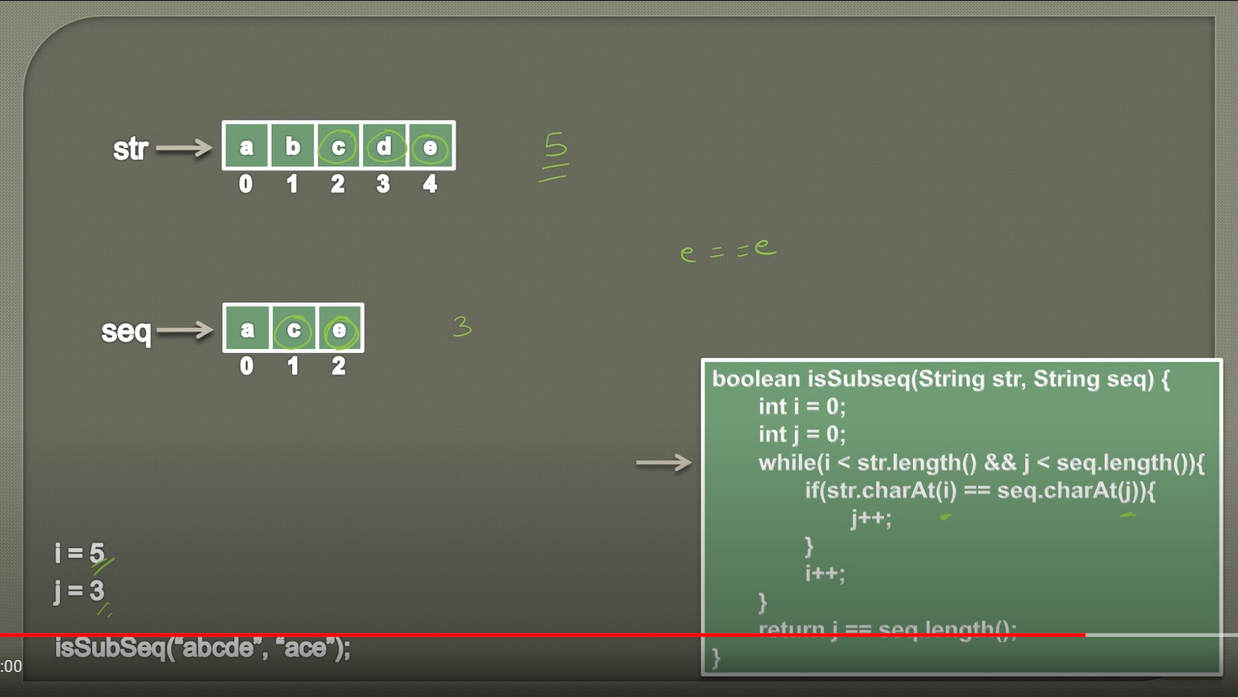 str
a b c d e
0 1 2 3 4
5
e = = e
seq
a c e
0 1 2
3
boolean isSubseq(String str, String seq) {
int i = 0;
int j = 0;
while(i < str.length() && j < seq.length()){
if(str.charAt(i) == seq.charAt(j)){
j++;
}
i++;
}
return j == seq.length();
}
i = 5
j = 3
isSubSeq(“abcde”, “ace”);
:00